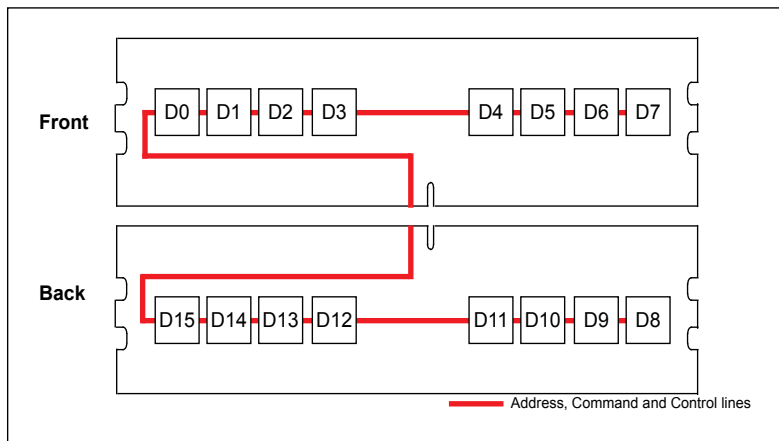 Front
D0 D1 D2 D3 D4 D5 D6 D7
Back
D15 D14 D13 D12 D11 D10 D9 D8
Address, Command and Control lines